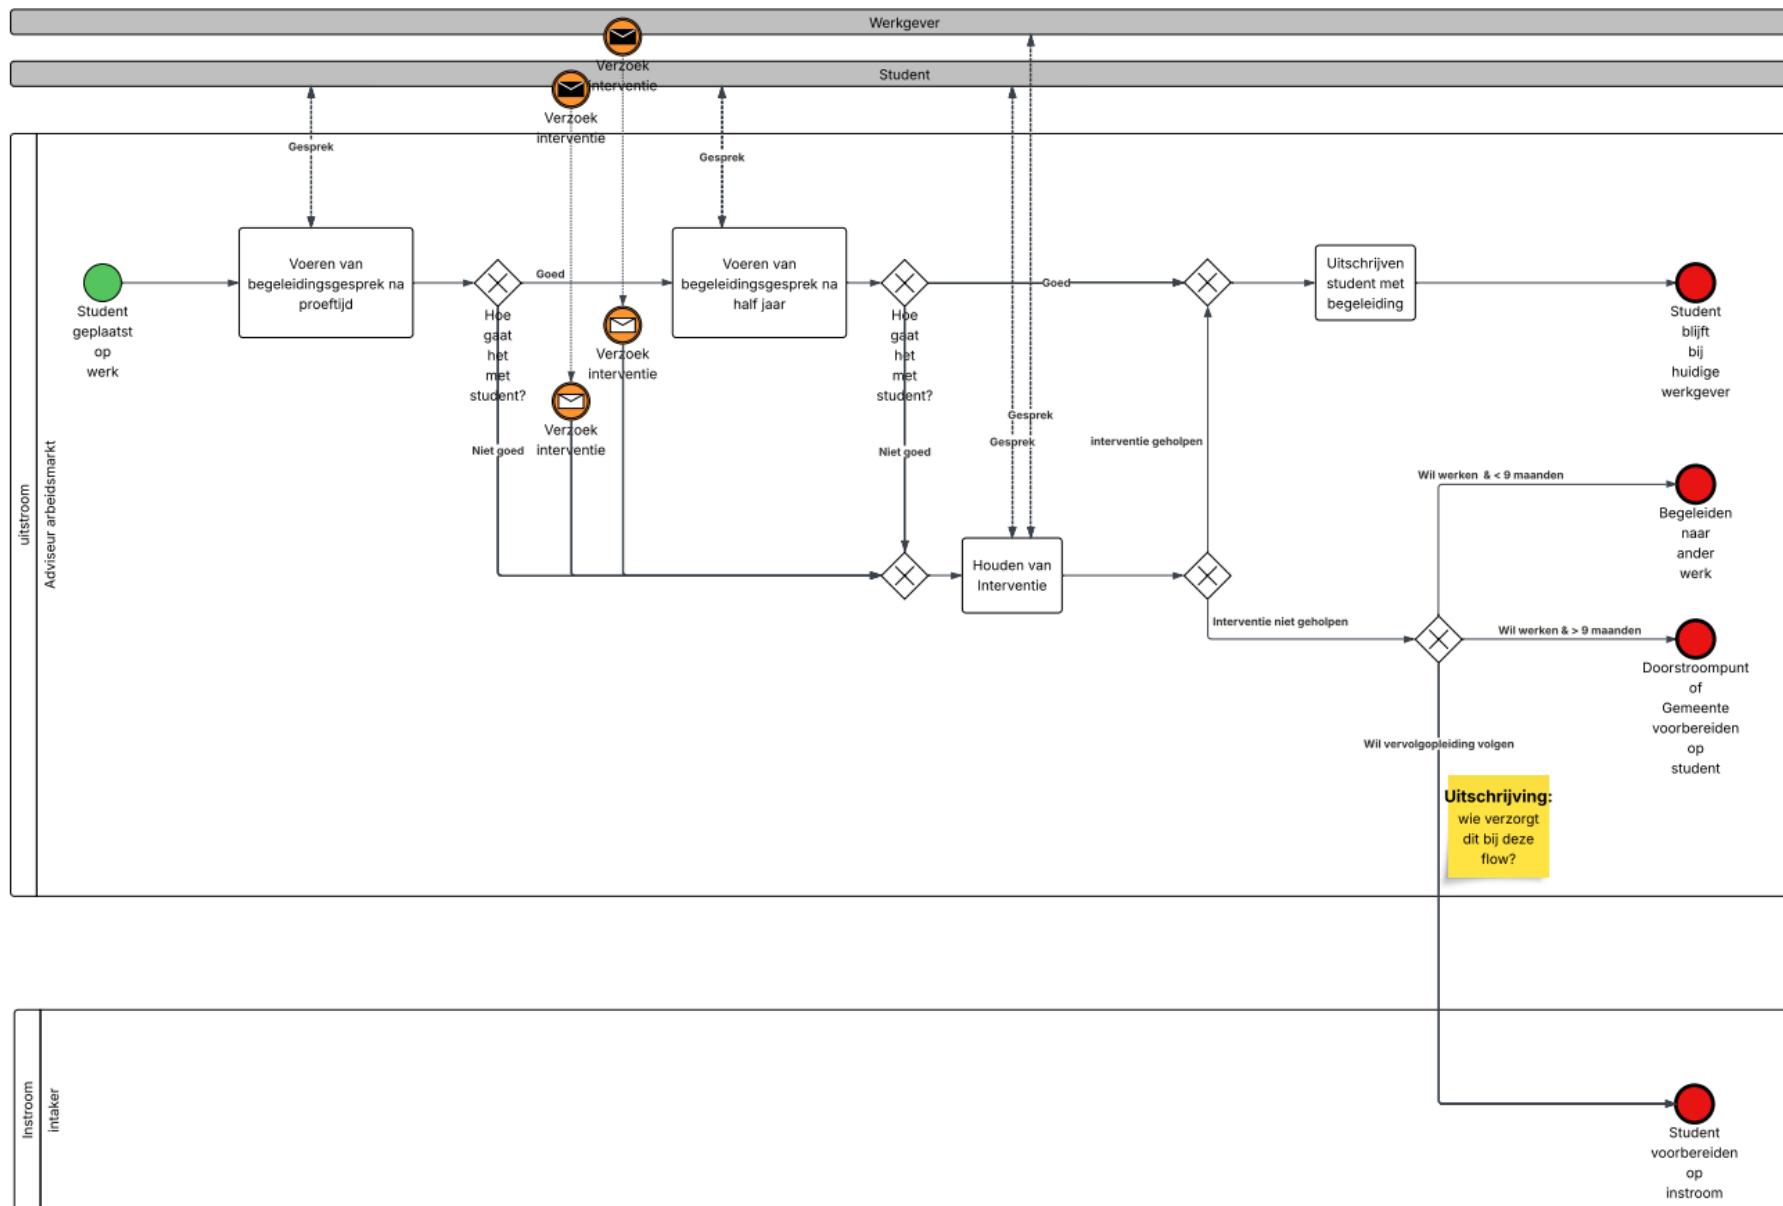 Werkgever
Student
Verzoek
interventie
Verzoek
interventie
Gesprek
Gesprek
uitstroom
Adviseur arbeidsmarkt
Student
geplaatst
op
werk
Voeren van
begeleidingsgesprek na
proeftijd
Goed
Hoe
gaat
het
met
student?
Niet goed
Verzoek
interventie
Verzoek
interventie
Voeren van
begeleidingsgesprek na
half jaar
Hoe
gaat
het
met
student?
Goed
Niet goed
Gesprek
Gesprek
Houden van
Interventie
interventie geholpen
Interventie niet geholpen
Uitschrijven
student met
begeleiding
Student
blijft
bij
huidige
werkgever
Wil werken & < 9 maanden
Begeleiden
naar
ander
werk
Wil werken & > 9 maanden
Doorstroompunt
of
Gemeente
voorbereiden
op
student
Wil vervolgopleiding volgen
Uitschrijving:
wie verzorgt
dit bij deze
flow?
Instroom
intaker
Student
voorbereiden
op
instroom